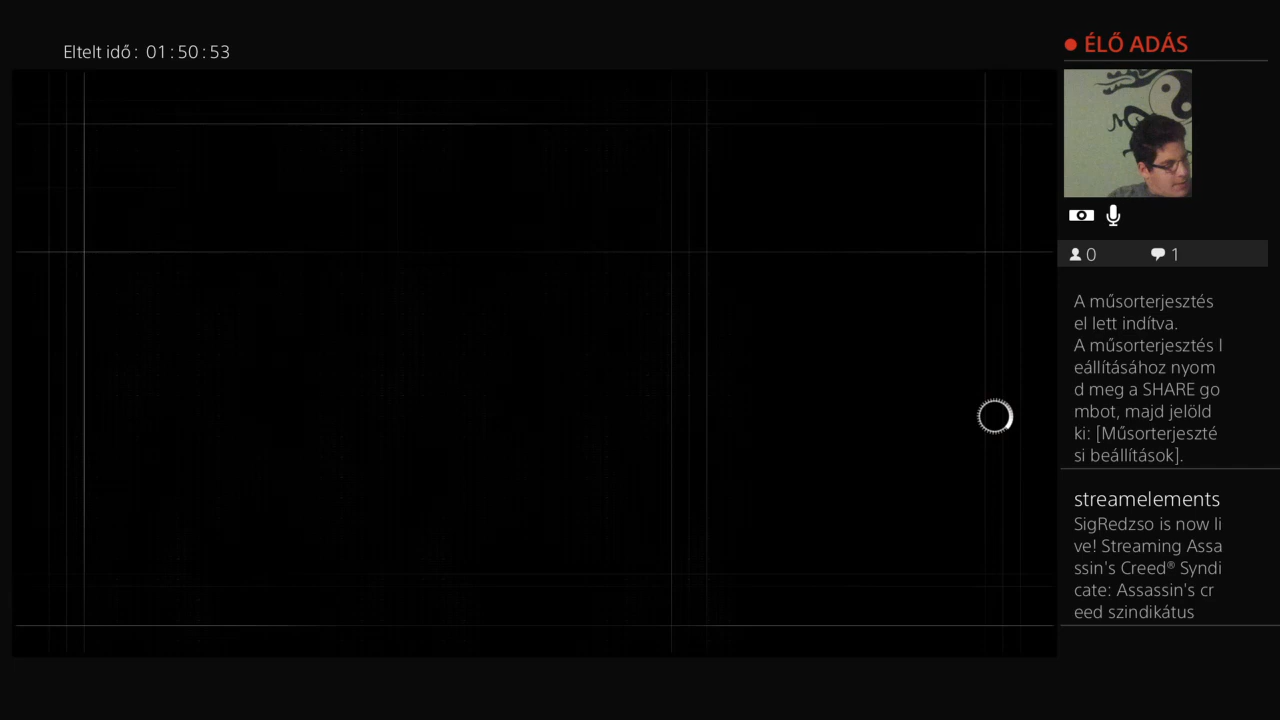 Eltelt idő : 01 : 50 : 53
ÉLŐ ADÁS
0 1
A műsorterjesztés
el lett indítva.
A műsorterjesztés l
eállításához nyom
d meg a SHARE go
mbot, majd jelöld
ki: [Műsorterjeszté
si beállítások].
streamelements
SigRedzso is now li
ve! Streaming Assa
ssin's Creed® Syndi
cate: Assassin's cr
eed szindikátus